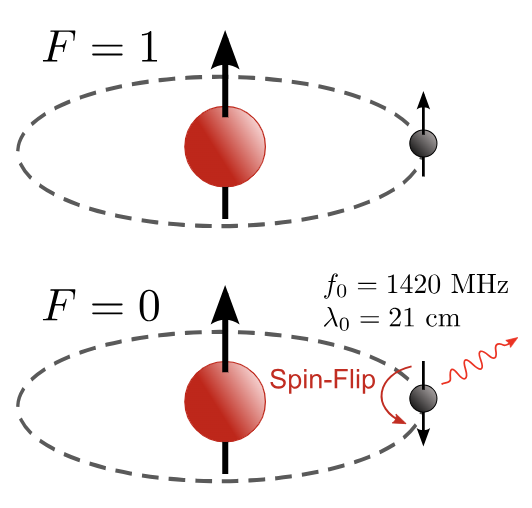 F = 1
F = 0
f₀ = 1420 MHz
λ₀ = 21 cm
Spin-Flip